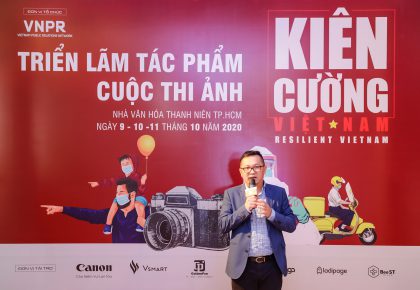 ĐƠN VỊ TỔ CHỨC
VNPR
VIETNAM PUBLIC RELATIONS NETWORK
TRIỂN LÃM TÁC PHẨM
CUỘC THI ẢNH
NHÀ VĂN HÓA THANH NIÊN TP.HCM
NGÀY 9 - 10 - 11 THÁNG 10 NĂM 2020
KIÊN
CƯỜNG
VIỆT NAM
RESILIENT VIETNAM
ĐƠN VỊ TÀI TRỢ
Canon
VSMART
ladipage
BeeST